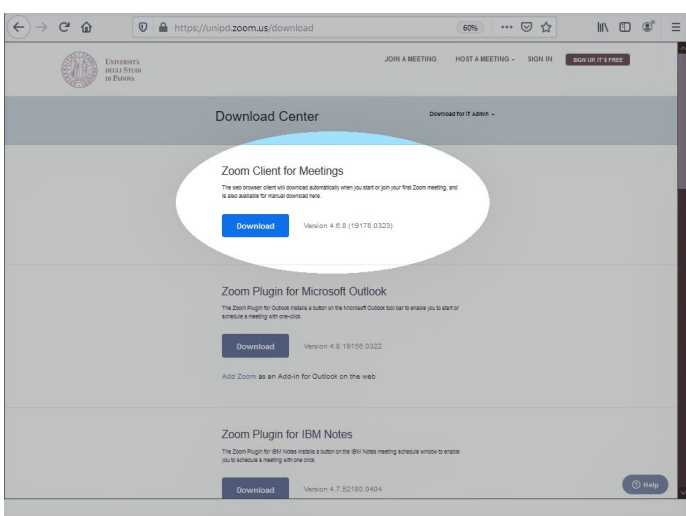 https://unipd.zoom.us/download
60%
UNIVERSITÀ
DEGLI STUDI
DI PADOVA
JOIN A MEETING
HOST A MEETING
SIGN IN
SIGN UP, IT'S FREE
Download Center
Download for IT Admin
Zoom Client for Meetings
The web browser client will download automatically when you start or join your first Zoom meeting, and
is also available for manual download here.
Download
Version 4.6.8 (19178.0323)
Zoom Plugin for Microsoft Outlook
The Zoom Plugin for Outlook installs a button on the Microsoft Outlook tool bar to enable you to start or
schedule a meeting with one-click.
Download
Version 4.8.19156.0322
Add Zoom as an Add-in for Outlook on the web
Zoom Plugin for IBM Notes
The Zoom Plugin for IBM Notes installs a button on the IBM Notes meeting schedule window to enable
you to schedule a meeting with one click.
Download
Version 4.7.52180.0404
Help